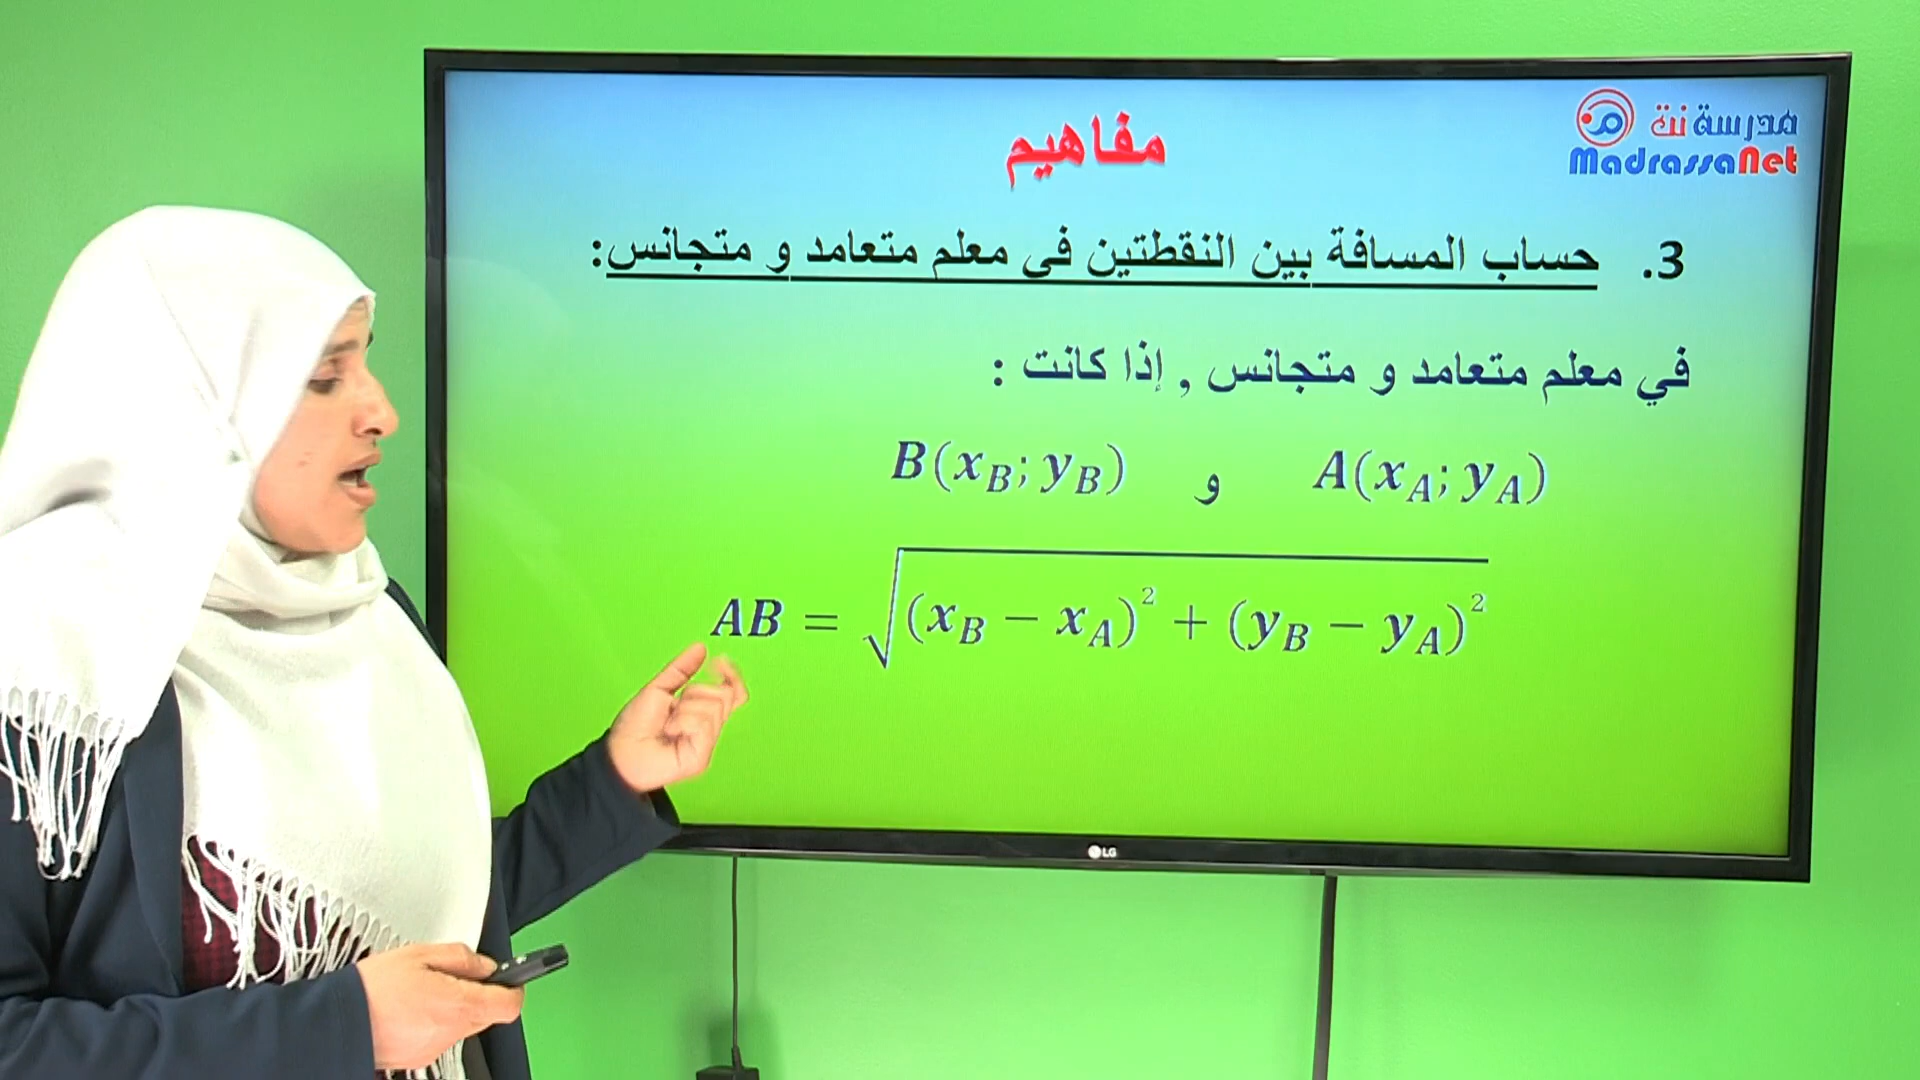 مدرسة نت
MadrassaNet
مفاهيم
3. حساب المسافة بين النقطتين في معلم متعامد و متجانس:
في معلم متعامد و متجانس , إذا كانت :
A(x_A; y_A) و B(x_B; y_B)
AB = √((x_B − x_A)² + (y_B − y_A)²)
LG